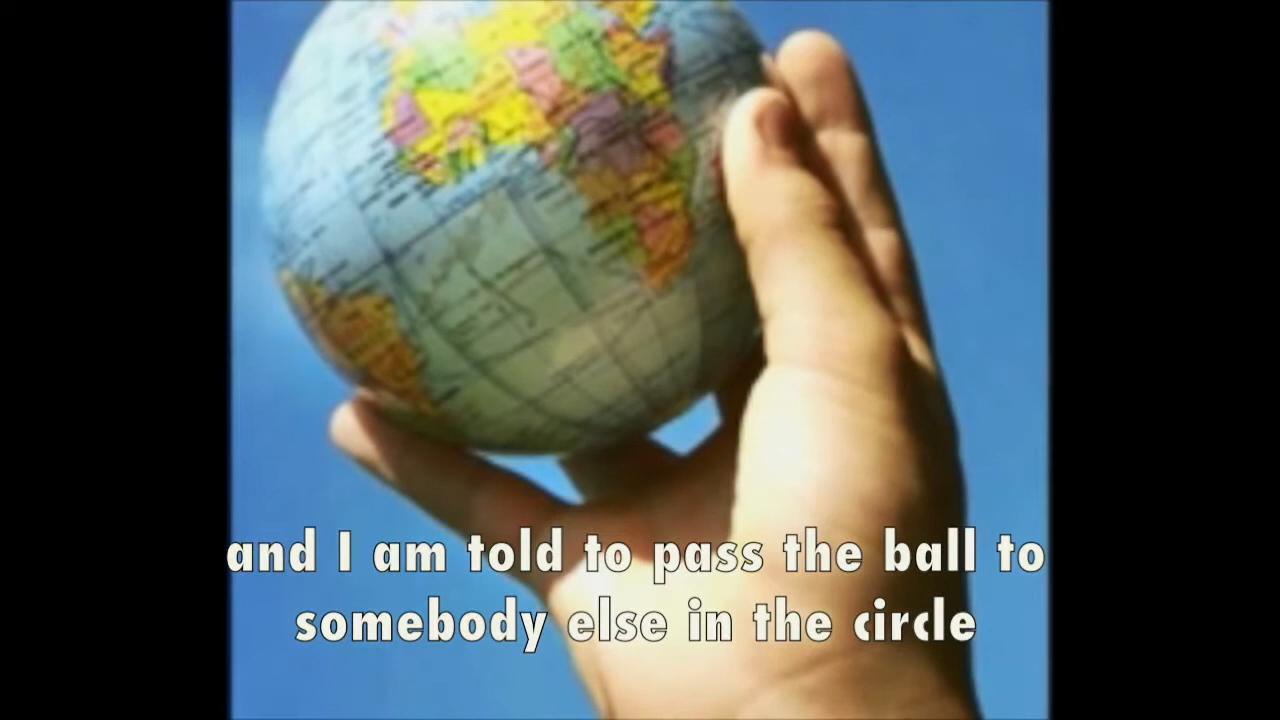 and I am told to pass the ball to
somebody else in the circle